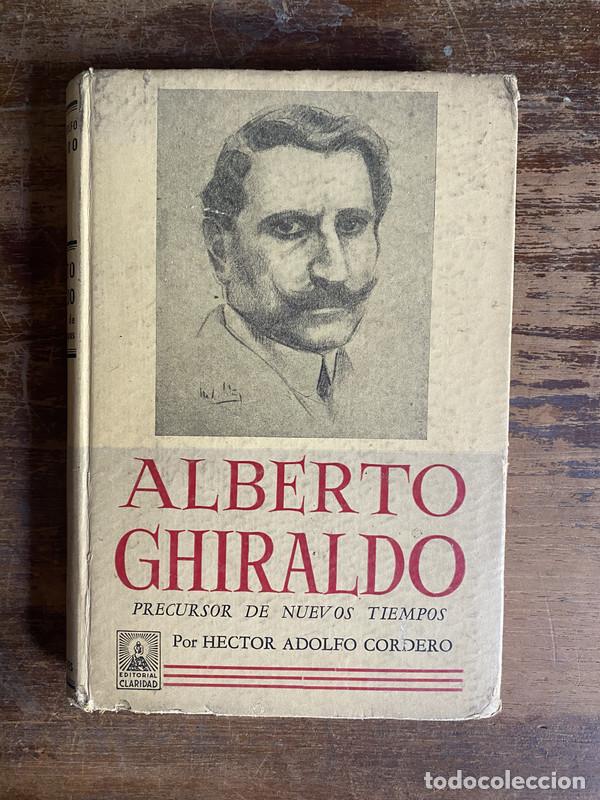 ALBERTO
GHIRALDO
PRECURSOR DE NUEVOS TIEMPOS
Por HECTOR ADOLFO CORDERO
EDITORIAL
CLARIDAD
todocoleccion